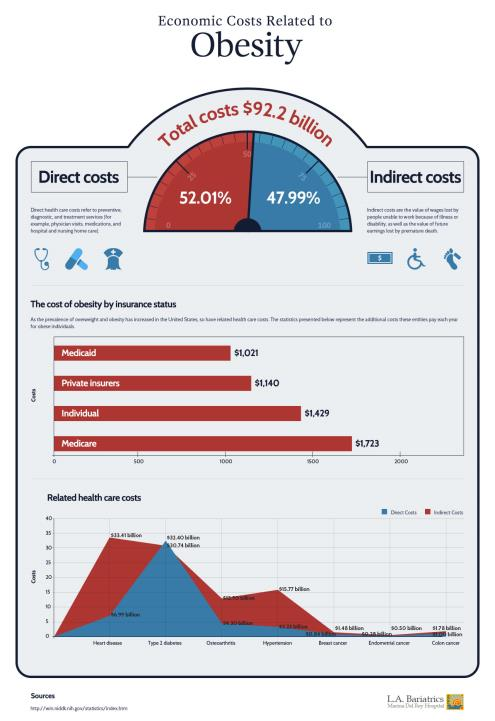 Economic Costs Related to
Obesity
Total costs $92.2 billion
Direct costs
Direct health care costs refer to preventive,
diagnostic, and treatment services (for
example, physician visits, medications, and
hospital and nursing home care).
0
25
50
100
52.01%
47.99%
Indirect costs
Indirect costs are the value of wages lost by
people unable to work because of illness or
disability, as well as the value of future
earnings lost by premature death.
$
The cost of obesity by insurance status
As the prevalence of overweight and obesity has increased in the United States, so have related health care costs. The statistics presented below represent the additional costs these entities pay each year
for obese individuals.
Costs
Medicaid $1,021
Private insurers $1,140
Individual $1,429
Medicare $1,723
0 500 1000 1500 2000
Related health care costs
Direct Costs Indirect Costs
Costs
40
35
30
25
20
15
10
5
0
$33.41 billion
$32.40 billion
$30.74 billion
$15.77 billion
$6.99 billion
$1.48 billion
$0.50 billion
$1.78 billion
Heart disease Type 2 diabetes Osteoarthritis Hypertension Breast cancer Endometrial cancer Colon cancer
Sources
http://win.niddk.nih.gov/statistics/index.htm
L.A. Bariatrics
Marina Del Rey Hospital